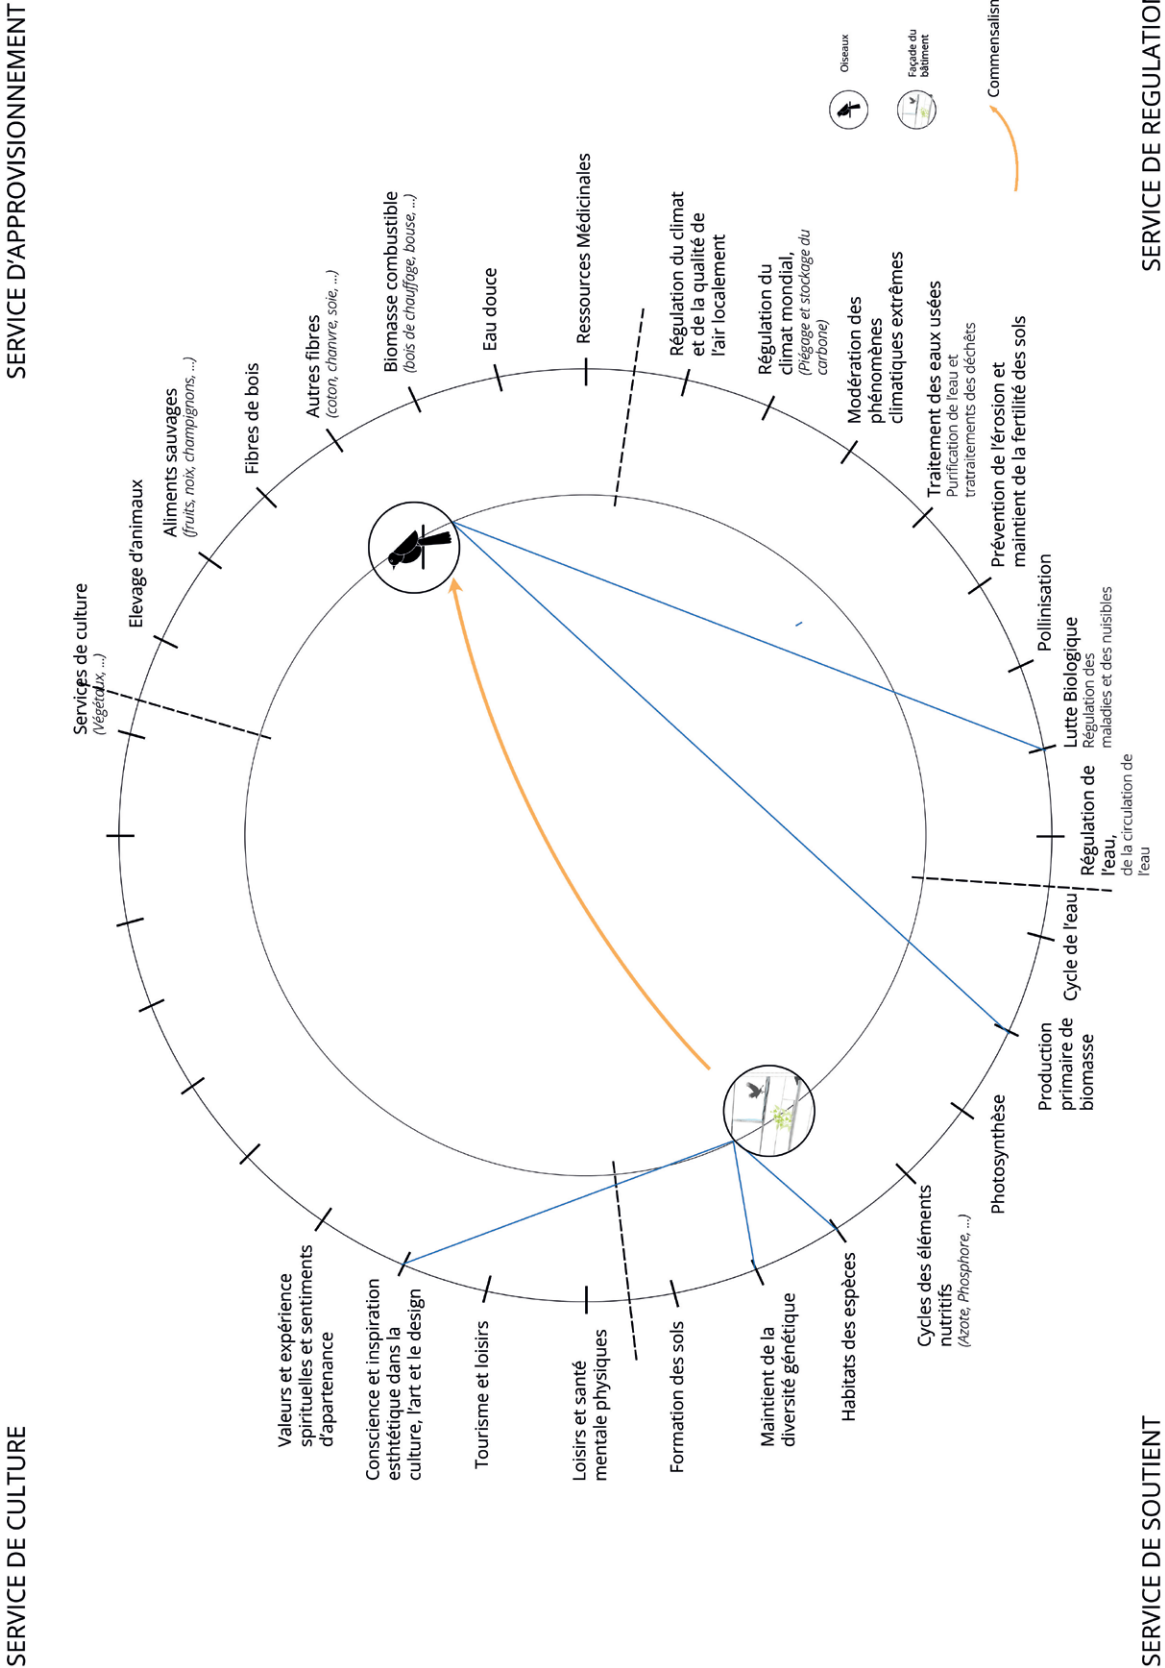 SERVICE DE CULTURE
SERVICE D'APPROVISIONNEMENT
Services de culture
(Végétaux, ...)
Elevage d'animaux
Aliments sauvages
(fruits, noix, champignons, ...)
Fibres de bois
Autres fibres
(coton, chanvre, soie, ...)
Biomasse combustible
(bois de chauffage, bouse, ...)
Eau douce
Ressources Médicinales
Régulation du climat
et de la qualité de
l'air localement
Régulation du
climat mondial,
(Piégage et stockage du
carbone)
Modération des
phénomènes
climatiques extrêmes
Traitement des eaux usées
Purification de l'eau et
tratraitements des déchêts
Prévention de l'érosion et
maintient de la fertilité des sols
Pollinisation
Lutte Biologique
Régulation des
maladies et des nuisibles
Régulation de
l'eau,
de la circulation de
l'eau
Cycle de l'eau
Production
primaire de
biomasse
Photosynthèse
Cycles des éléments
nutritifs
(Azote, Phosphore, ...)
Habitats des espèces
Maintient de la
diversité génétique
Formation des sols
Loisirs et santé
mentale physiques
Tourisme et loisirs
Conscience et inspiration
esthtétique dans la
culture, l'art et le design
Valeurs et expérience
spirituelles et sentiments
d'apartenance
Oiseaux
Façade du
bâtiment
Commensalism
SERVICE DE SOUTIENT
SERVICE DE REGULATION